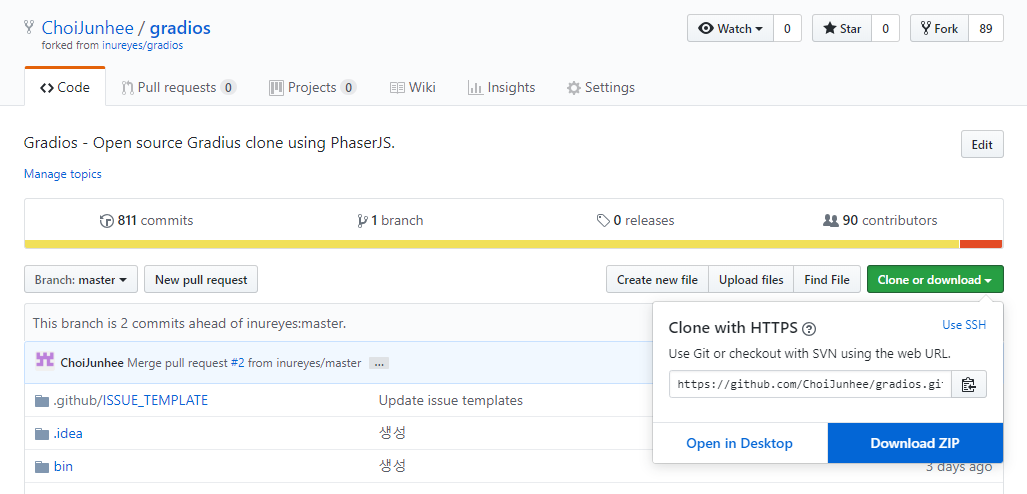 ChoiJunhee / gradios
forked from inureyes/gradios
Watch 0
Star 0
Fork 89
Code
Pull requests 0
Projects 0
Wiki
Insights
Settings
Gradios - Open source Gradius clone using PhaserJS.
Edit
Manage topics
811 commits
1 branch
0 releases
90 contributors
Branch: master
New pull request
Create new file
Upload files
Find File
Clone or download
This branch is 2 commits ahead of inureyes:master.
Clone with HTTPS
Use SSH
Use Git or checkout with SVN using the web URL.
https://github.com/ChoiJunhee/gradios.gi
Open in Desktop
Download ZIP
ChoiJunhee Merge pull request #2 from inureyes/master ...
.github/ISSUE_TEMPLATE
Update issue templates
.idea
생성
bin
생성
3 days ago